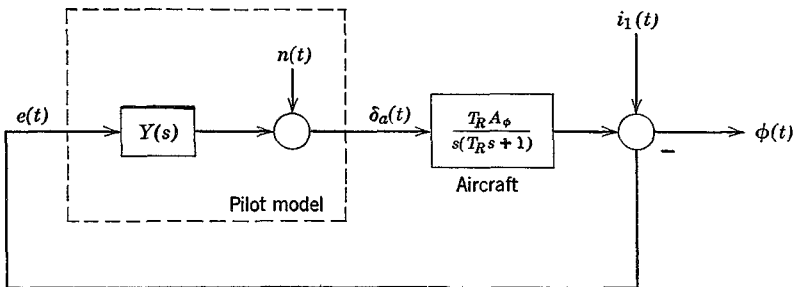 i₁(t)
n(t)
e(t)
Y(s)
δₐ(t)
T_R A_φ
s(T_R s + 1)
−
φ(t)
Aircraft
Pilot model